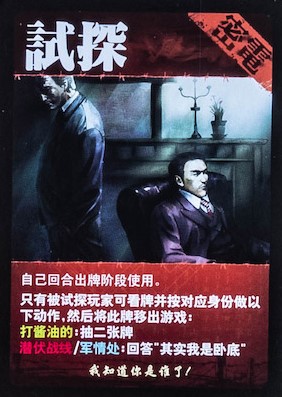 試探
密電
自己回合出牌阶段使用。
只有被试探玩家可看牌并按对应身份做以
下动作,然后将此牌移出游戏:
打酱油的:抽二张牌
潜伏战线/军情处:回答"其实我是卧底"
我知道你是谁了!